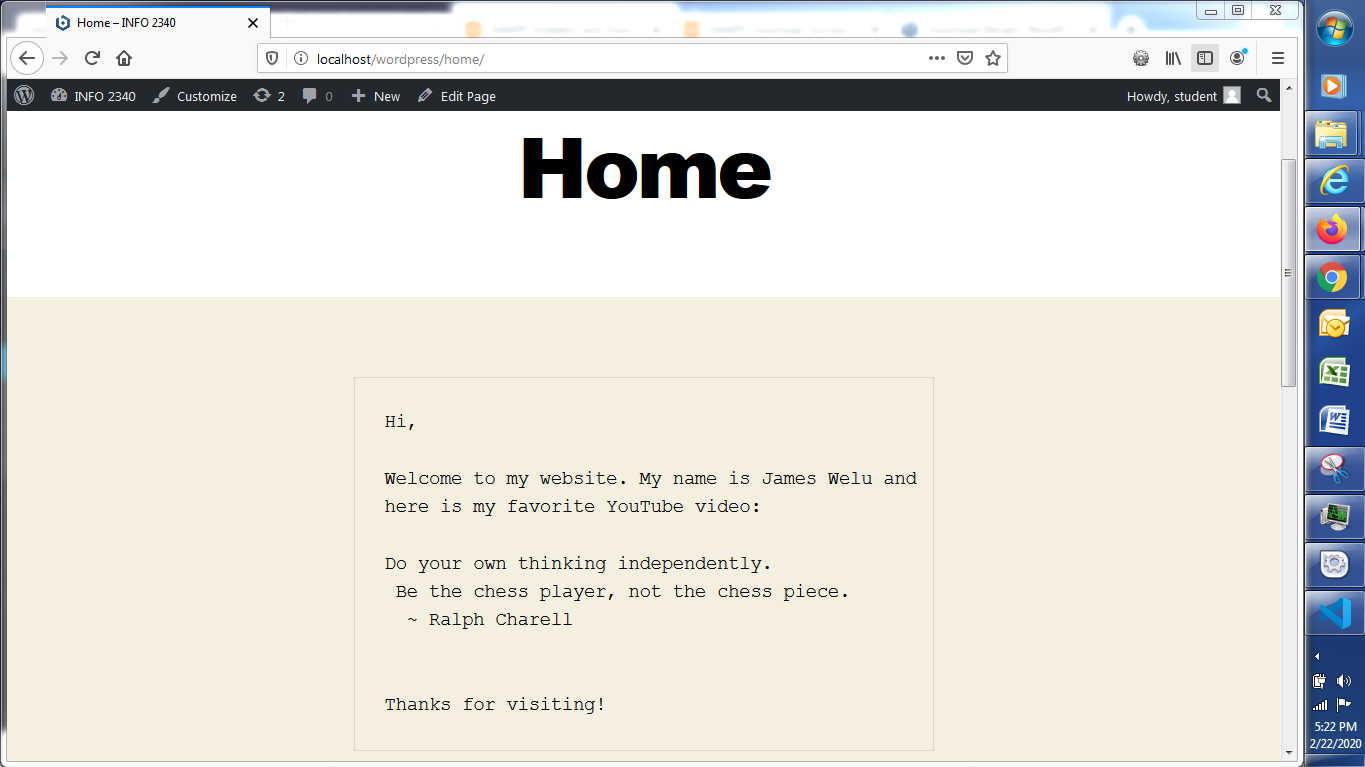 Home – INFO 2340
localhost/wordpress/home/
INFO 2340 Customize 2 0 New Edit Page Howdy, student
Home
Hi,
Welcome to my website. My name is James Welu and
here is my favorite YouTube video:
Do your own thinking independently.
Be the chess player, not the chess piece.
~ Ralph Charell
Thanks for visiting!
5:22 PM
2/22/2020